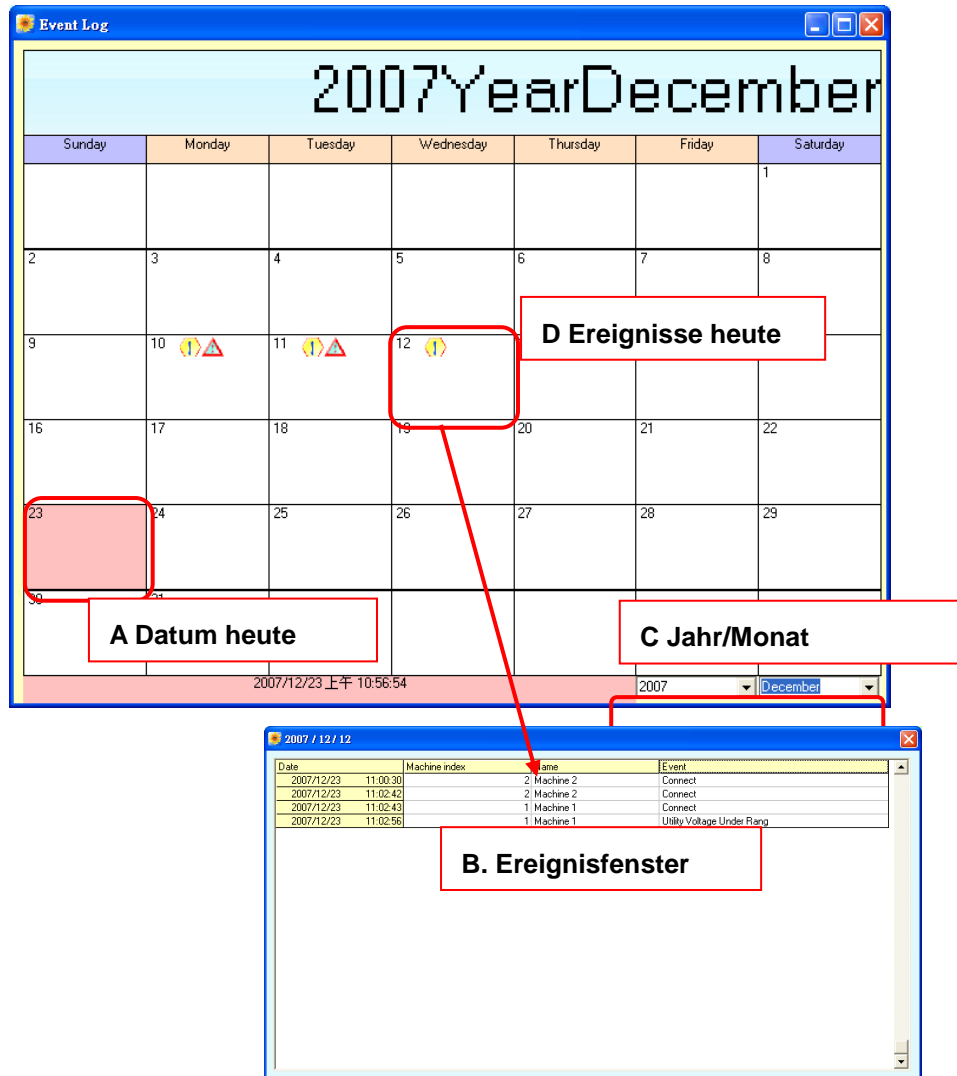 Event Log
2007YearDecember
Sunday Monday Tuesday Wednesday Thursday Friday Saturday
1
2 3 4 5 6 7 8
D Ereignisse heute
9 10 11 12
16 17 18 19 20 21 22
23 24 25 26 27 28 29
30 31
A Datum heute
C Jahr/Monat
2007/12/23 上午 10:56:54 2007 December
2007 / 12 / 12
Date Machine index Name Event
2007/12/23 11:00:30 2 Machine 2 Connect
2007/12/23 11:02:42 2 Machine 2 Connect
2007/12/23 11:02:43 1 Machine 1 Connect
2007/12/23 11:02:56 1 Machine 1 Utility Voltage Under Rang
B. Ereignisfenster